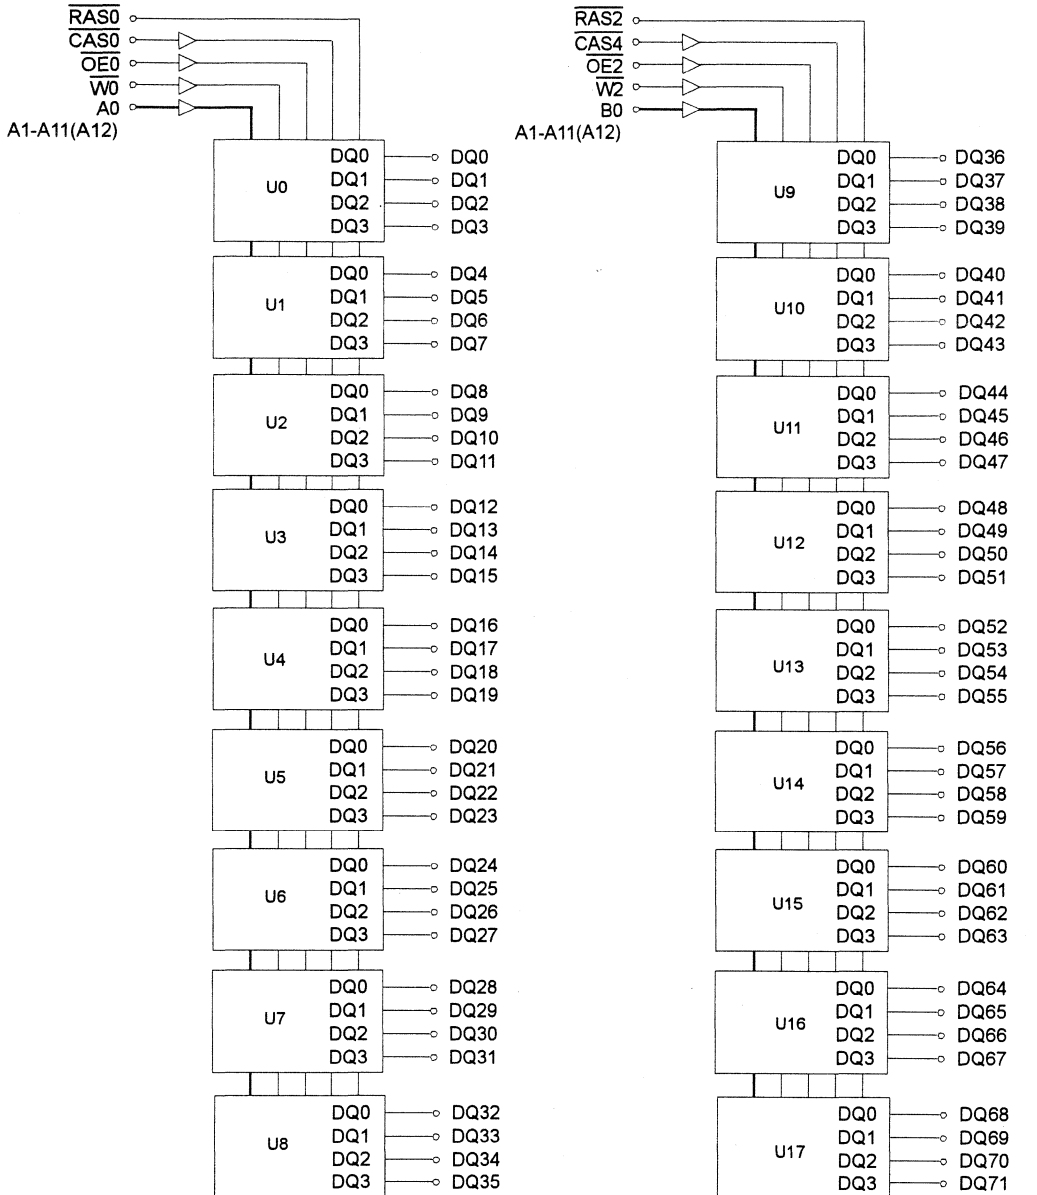 RAS0
CAS0
OE0
W0
A0
A1-A11(A12)
U0
DQ0 DQ0
DQ1 DQ1
DQ2 DQ2
DQ3 DQ3
U1
DQ0 DQ4
DQ1 DQ5
DQ2 DQ6
DQ3 DQ7
U2
DQ0 DQ8
DQ1 DQ9
DQ2 DQ10
DQ3 DQ11
U3
DQ0 DQ12
DQ1 DQ13
DQ2 DQ14
DQ3 DQ15
U4
DQ0 DQ16
DQ1 DQ17
DQ2 DQ18
DQ3 DQ19
U5
DQ0 DQ20
DQ1 DQ21
DQ2 DQ22
DQ3 DQ23
U6
DQ0 DQ24
DQ1 DQ25
DQ2 DQ26
DQ3 DQ27
U7
DQ0 DQ28
DQ1 DQ29
DQ2 DQ30
DQ3 DQ31
U8
DQ0 DQ32
DQ1 DQ33
DQ2 DQ34
DQ3 DQ35
RAS2
CAS4
OE2
W2
B0
A1-A11(A12)
U9
DQ0 DQ36
DQ1 DQ37
DQ2 DQ38
DQ3 DQ39
U10
DQ0 DQ40
DQ1 DQ41
DQ2 DQ42
DQ3 DQ43
U11
DQ0 DQ44
DQ1 DQ45
DQ2 DQ46
DQ3 DQ47
U12
DQ0 DQ48
DQ1 DQ49
DQ2 DQ50
DQ3 DQ51
U13
DQ0 DQ52
DQ1 DQ53
DQ2 DQ54
DQ3 DQ55
U14
DQ0 DQ56
DQ1 DQ57
DQ2 DQ58
DQ3 DQ59
U15
DQ0 DQ60
DQ1 DQ61
DQ2 DQ62
DQ3 DQ63
U16
DQ0 DQ64
DQ1 DQ65
DQ2 DQ66
DQ3 DQ67
U17
DQ0 DQ68
DQ1 DQ69
DQ2 DQ70
DQ3 DQ71